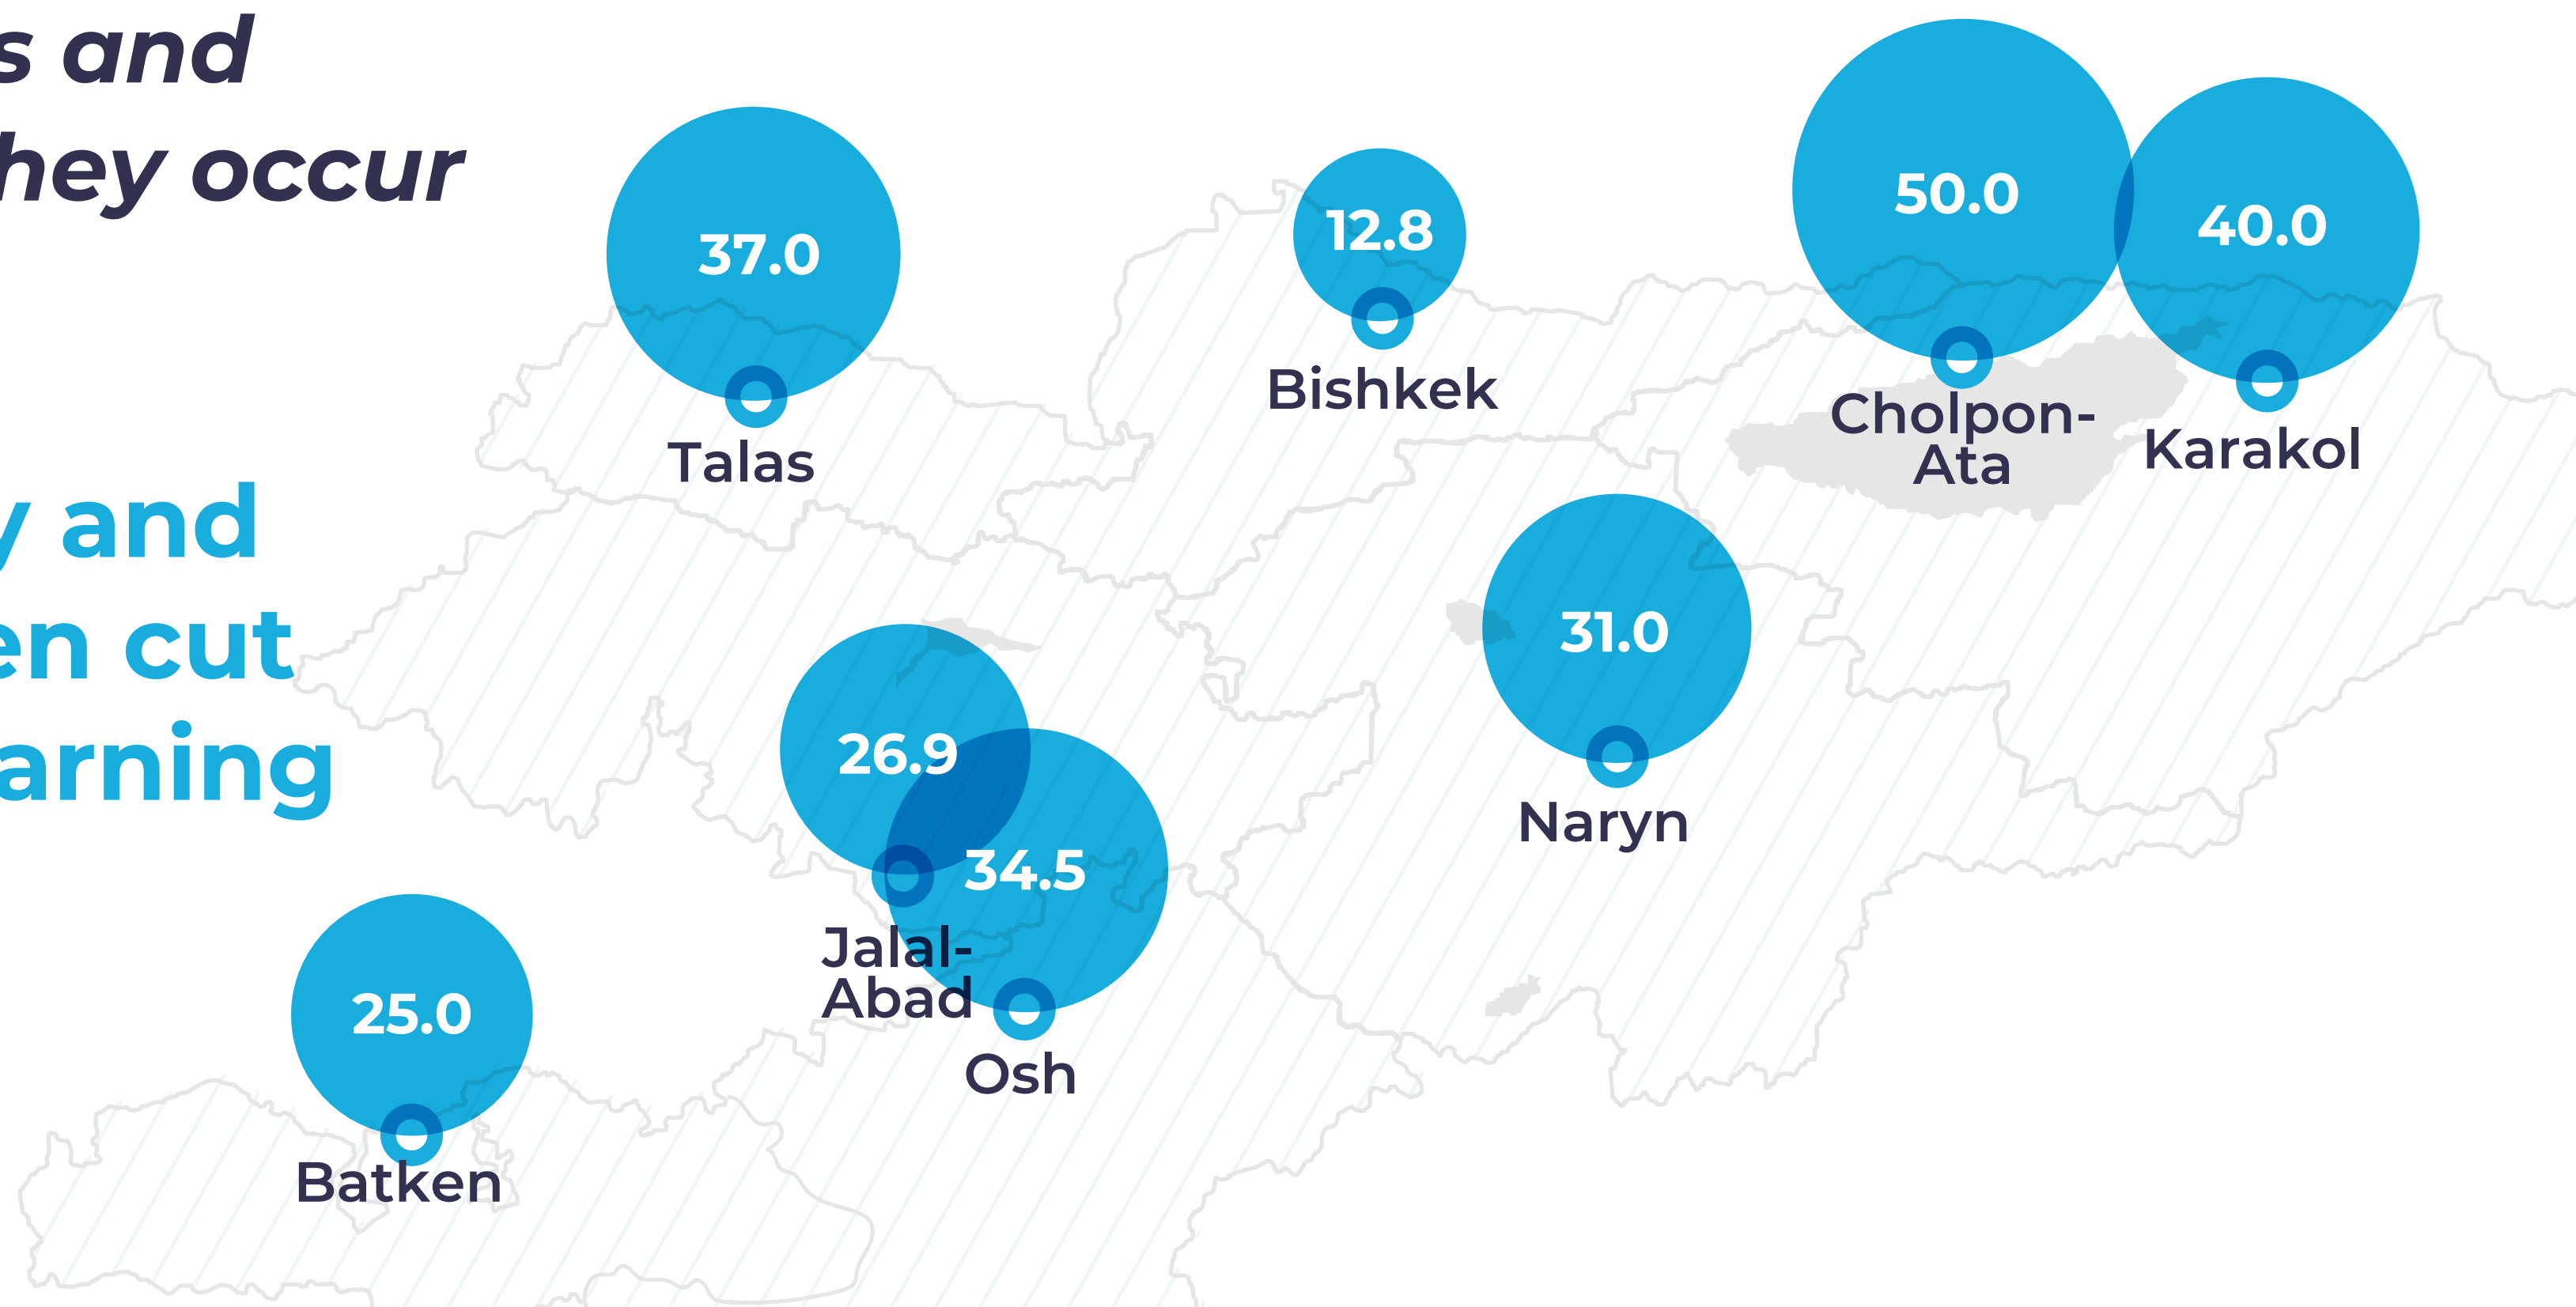 s and
hey occur
y and
en cut
arning
37.0
Talas
12.8
Bishkek
50.0
Cholpon-
Ata
40.0
Karakol
31.0
Naryn
26.9
Jalal-
Abad
34.5
Osh
25.0
Batken